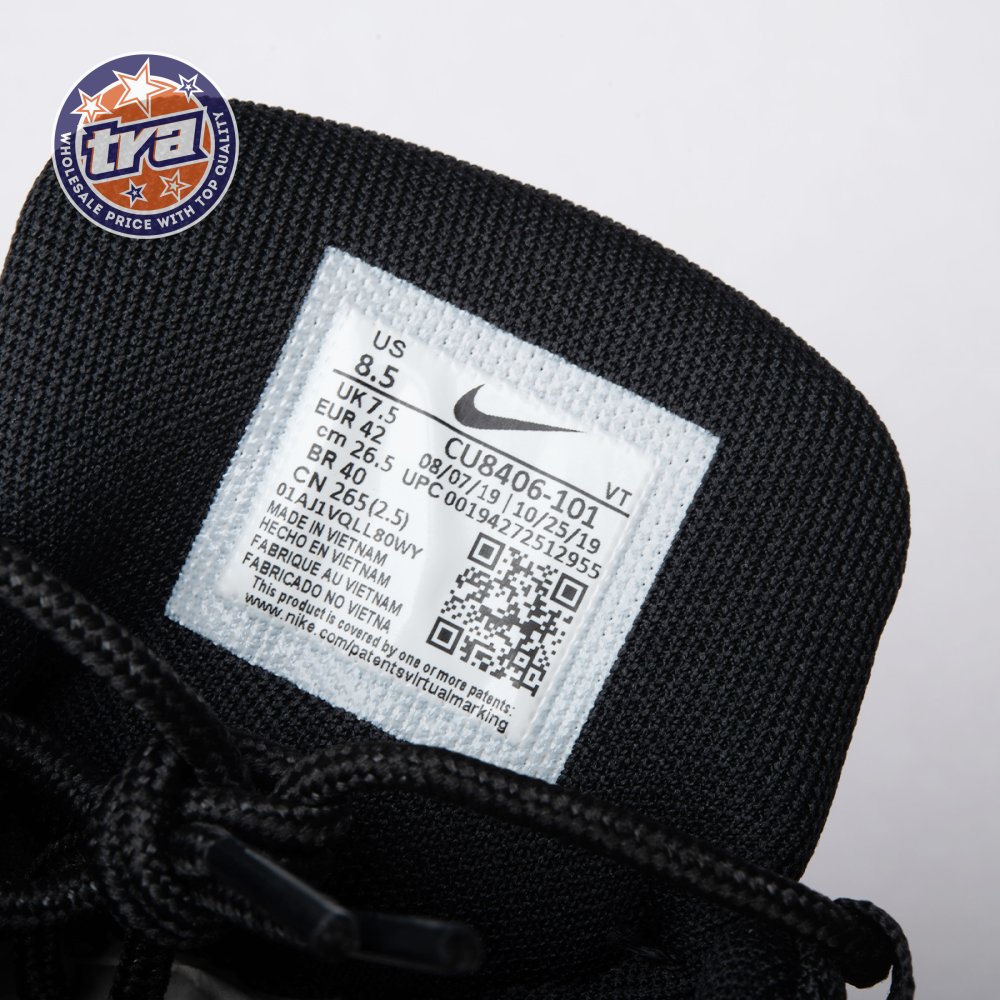 tra
WHOLESALE PRICE WITH TOP QUALITY
US
8.5
UK 7.5
EUR 42
cm 26.5
BR 40
CN 265(2.5)
01AJ1VQLL80WY
MADE IN VIETNAM
HECHO EN VIETNAM
FABRIQUE AU VIETNAM
FABRICADO NO VIETNA
This product is covered by one or more patents:
www.nike.com/patentsvirtualmarking
CU8406-101 VT
08/07/19 | 10/25/19
UPC 00194272512955